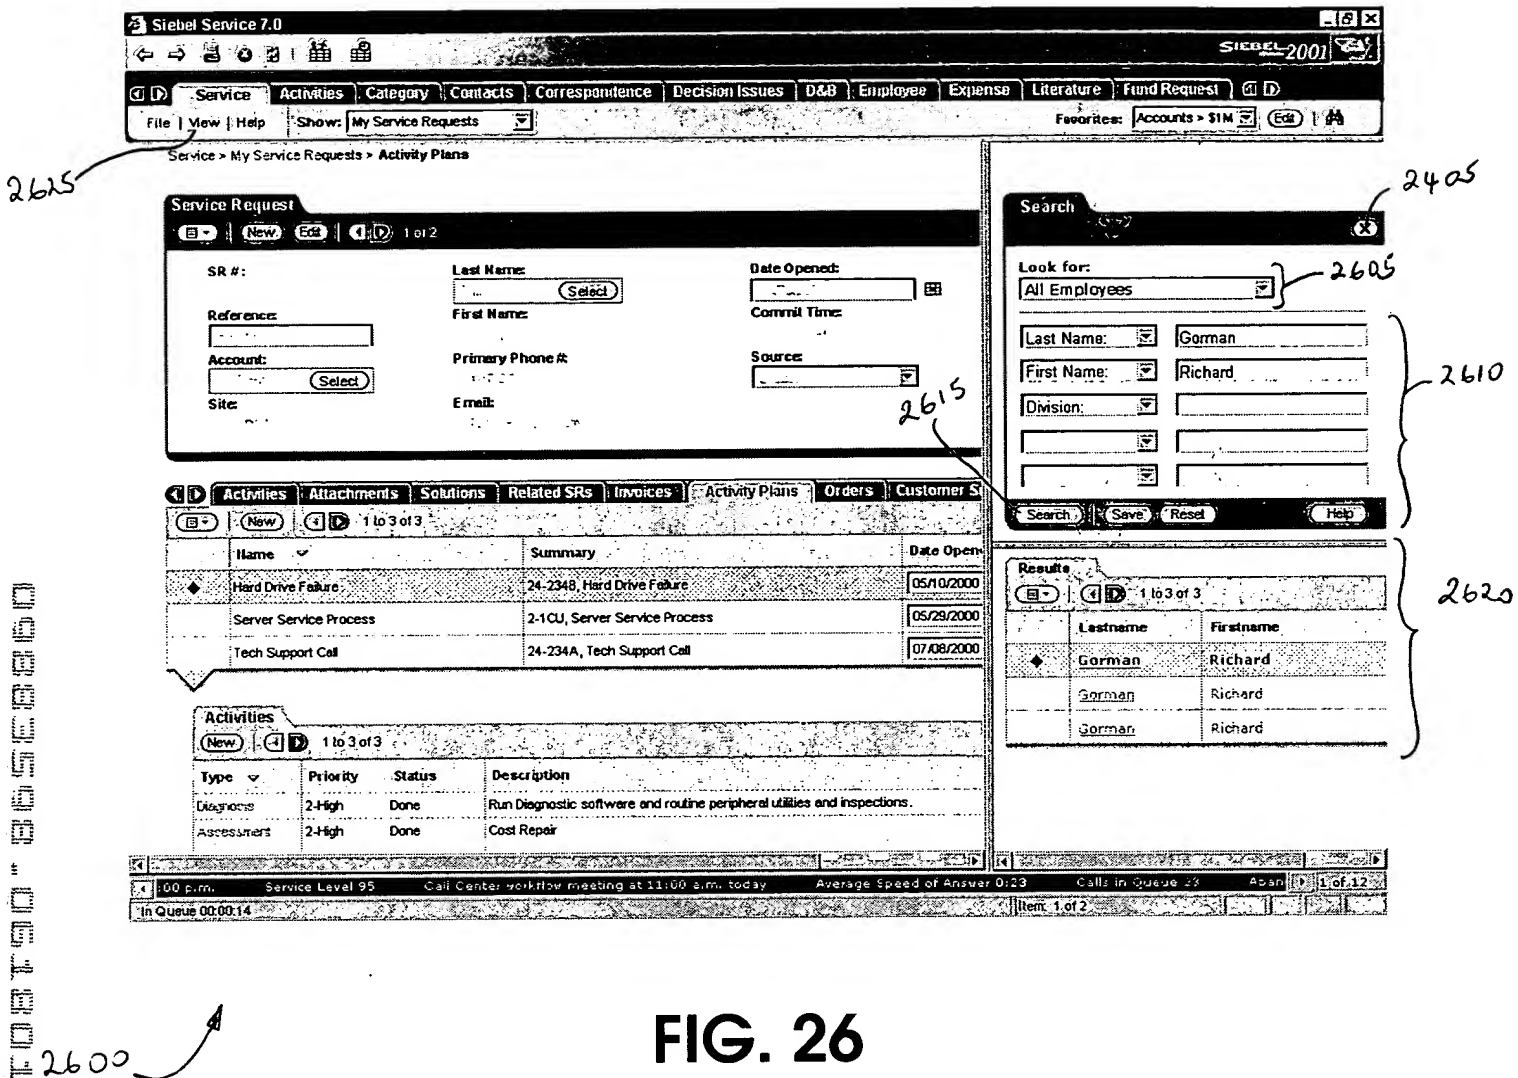 Siebel Service 7.0
SIEBEL 2001
Service Activities Category Contacts Correspondence Decision Issues D&B Employee Expense Literature Fund Request
File | View | Help Show: My Service Requests Favorites: Accounts > $1M Edit
Service > My Service Requests > Activity Plans
2625
Service Request
New Edit 1 of 2
SR #: Last Name: Date Opened:
Select
Reference: First Name: Commit Time:
Account: Primary Phone #: Source:
Select
Site: Email:
Search
2405
Look for:
All Employees
2605
Last Name: Gorman
First Name: Richard
Division:
2610
2615
Search Save Reset Help
Activities Attachments Solutions Related SRs Invoices Activity Plans Orders Customer S
New 1 to 3 of 3
Name Summary Date Open
Hard Drive Failure 24-234B, Hard Drive Failure 05/10/2000
Server Service Process 2-1CU, Server Service Process 05/29/2000
Tech Support Call 24-234A, Tech Support Call 07/08/2000
Results
1 to 3 of 3
2620
Lastname Firstname
Gorman Richard
Gorman Richard
Gorman Richard
Activities
New 1 to 3 of 3
Type Priority Status Description
Diagnosis 2-High Done Run Diagnostic software and routine peripheral utilities and inspections.
Assessment 2-High Done Cost Repair
:00 p.m. Service Level 95 Call Center workflow meeting at 11:00 a.m. today Average Speed of Answer 0:23 Calls in Queue 23 Aban 1 of 12
In Queue 00:00:14 Item: 1 of 2
2600
FIG. 26